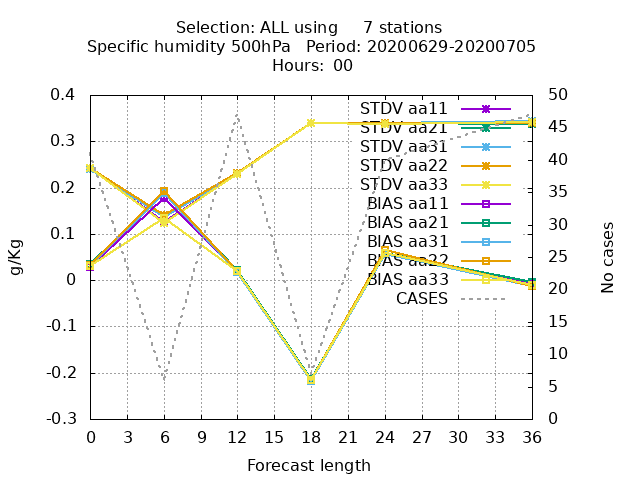 Selection: ALL using     7 stations
Specific humidity 500hPa   Period: 20200629-20200705
Hours:  00
0.4
0.3
0.2
0.1
0
-0.1
-0.2
-0.3
g/Kg
STDV aa11
STDV aa21
STDV aa31
STDV aa22
STDV aa33
BIAS aa11
BIAS aa21
BIAS aa31
BIAS aa22
BIAS aa33
CASES
50
45
40
35
30
25
20
15
10
5
0
No cases
0 3 6 9 12 15 18 21 24 27 30 33 36
Forecast length